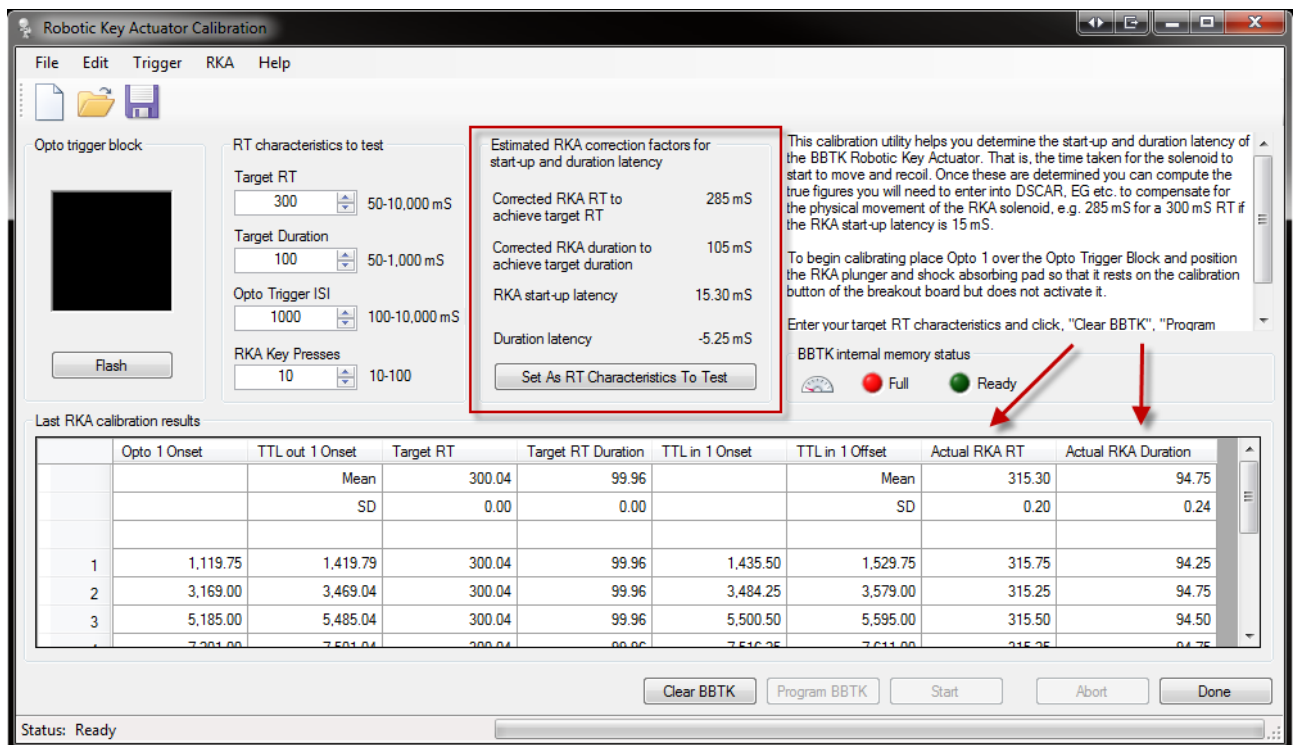 Robotic Key Actuator Calibration
File Edit Trigger RKA Help
Opto trigger block
Flash
RT characteristics to test
Target RT
300 50-10,000 mS
Target Duration
100 50-1,000 mS
Opto Trigger ISI
1000 100-10,000 mS
RKA Key Presses
10 10-100
Estimated RKA correction factors for
start-up and duration latency
Corrected RKA RT to 285 mS
achieve target RT
Corrected RKA duration to 105 mS
achieve target duration
RKA start-up latency 15.30 mS
Duration latency -5.25 mS
Set As RT Characteristics To Test
This calibration utility helps you determine the start-up and duration latency of
the BBTK Robotic Key Actuator. That is, the time taken for the solenoid to
start to move and recoil. Once these are determined you can compute the
true figures you will need to enter into DSCAR, EG etc. to compensate for
the physical movement of the RKA solenoid, e.g. 285 mS for a 300 mS RT if
the RKA start-up latency is 15 mS.
To begin calibrating place Opto 1 over the Opto Trigger Block and position
the RKA plunger and shock absorbing pad so that it rests on the calibration
button of the breakout board but does not activate it.
Enter your target RT characteristics and click, "Clear BBTK", "Program
BBTK internal memory status
Full Ready
Last RKA calibration results
Opto 1 Onset TTL out 1 Onset Target RT Target RT Duration TTL in 1 Onset TTL in 1 Offset Actual RKA RT Actual RKA Duration
Mean 300.04 99.96 Mean 315.30 94.75
SD 0.00 0.00 SD 0.20 0.24
1 1,119.75 1,419.79 300.04 99.96 1,435.50 1,529.75 315.75 94.25
2 3,169.00 3,469.04 300.04 99.96 3,484.25 3,579.00 315.25 94.75
3 5,185.00 5,485.04 300.04 99.96 5,500.50 5,595.00 315.50 94.50
Clear BBTK Program BBTK Start Abort Done
Status: Ready